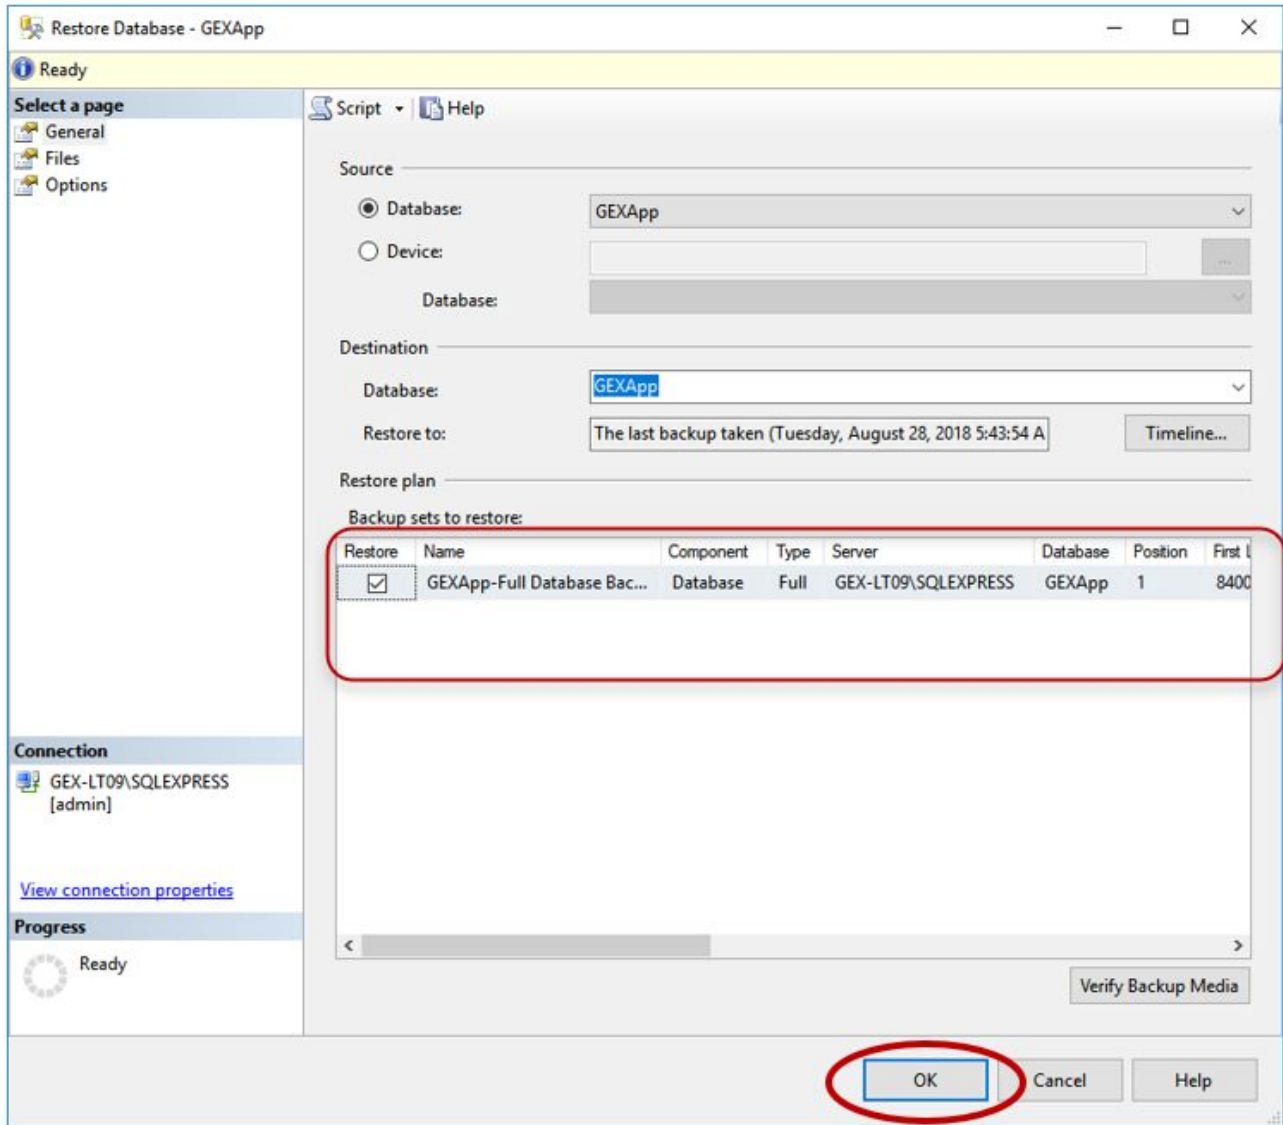 Restore Database - GEXApp
Ready
Select a page
General
Files
Options
Script
Help
Source
Database:
GEXApp
Device:
...
Database:
Destination
Database:
GEXApp
Restore to:
The last backup taken (Tuesday, August 28, 2018 5:43:54 A
Timeline...
Restore plan
Backup sets to restore:
Restore Name Component Type Server Database Position First L
GEXApp-Full Database Bac... Database Full GEX-LT09\SQLEXPRESS GEXApp 1 8400
Connection
GEX-LT09\SQLEXPRESS
[admin]
View connection properties
Progress
Ready
Verify Backup Media
OK
Cancel
Help